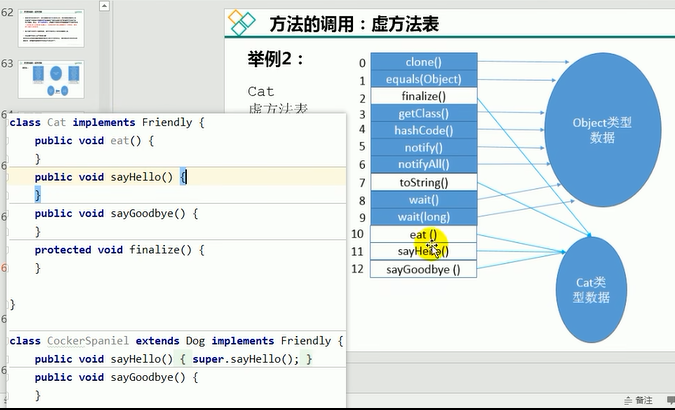 62
63
方法的调用：虚方法表
举例2：
Cat
虚方法表
0 clone()
1 equals(Object)
2 finalize()
3 getClass()
4 hashCode()
5 notify()
6 notifyAll()
7 toString()
8 wait()
9 wait(long)
10 eat ()
11 sayHello()
12 sayGoodbye ()
Object类型
数据
Cat类
型数据
class Cat implements Friendly {
public void eat() {
}
public void sayHello() {
}
public void sayGoodbye() {
}
protected void finalize() {
}
}
class CockerSpaniel extends Dog implements Friendly {
public void sayHello() { super.sayHello(); }
public void sayGoodbye() {
}
备注